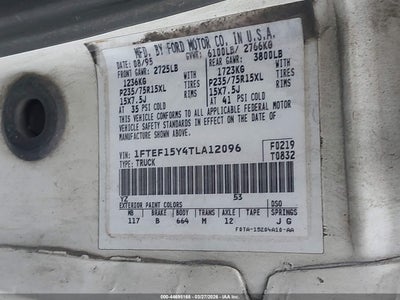 MFD. BY FORD MOTOR CO. IN U.S.A.
DATE: 08/95 GVWR: 6100LB/ 2766KG
FRONT GAWR: 2725LB REAR GAWR: 3800LB
1236KG 1723KG
P235/75R15XL TIRES P235/75R15XL TIRES
15X7.5J RIMS 15X7.5J RIMS
AT 35 PSI COLD AT 41 PSI COLD
THIS VEHICLE CONFORMS TO ALL APPLICABLE FEDERAL MOTOR
VEHICLE SAFETY STANDARDS IN EFFECT ON THE DATE OF
MANUFACTURE SHOWN ABOVE.
VIN: 1FTEF15Y4TLA12096 F0219
TYPE: TRUCK T0832
YZ 53
EXTERIOR PAINT COLORS DSO
WB BRAKE BODY TRANS AXLE TAPE SPRINGS
117 B 664 M 12 J G
F0TA-15204A10-AA